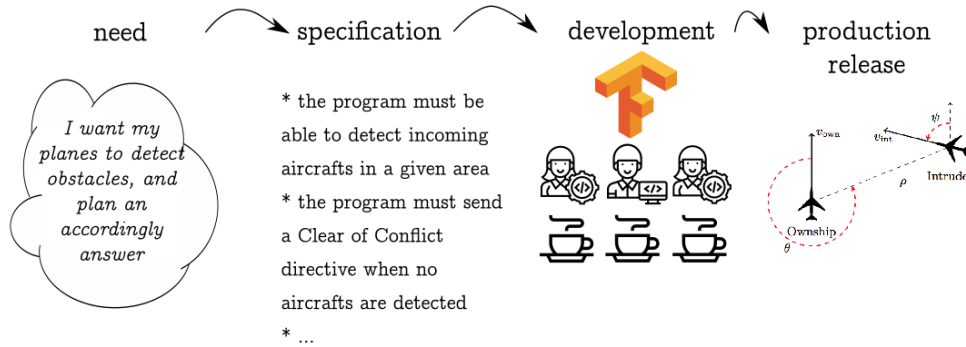 need
specification
development
production
release
I want my
planes to detect
obstacles, and
plan an
accordingly
answer
* the program must be
able to detect incoming
aircrafts in a given area
* the program must send
a Clear of Conflict
directive when no
aircrafts are detected
* ...
</>
</>
</>
v_own
v_int
ψ
ρ
Intrude
Ownship
θ